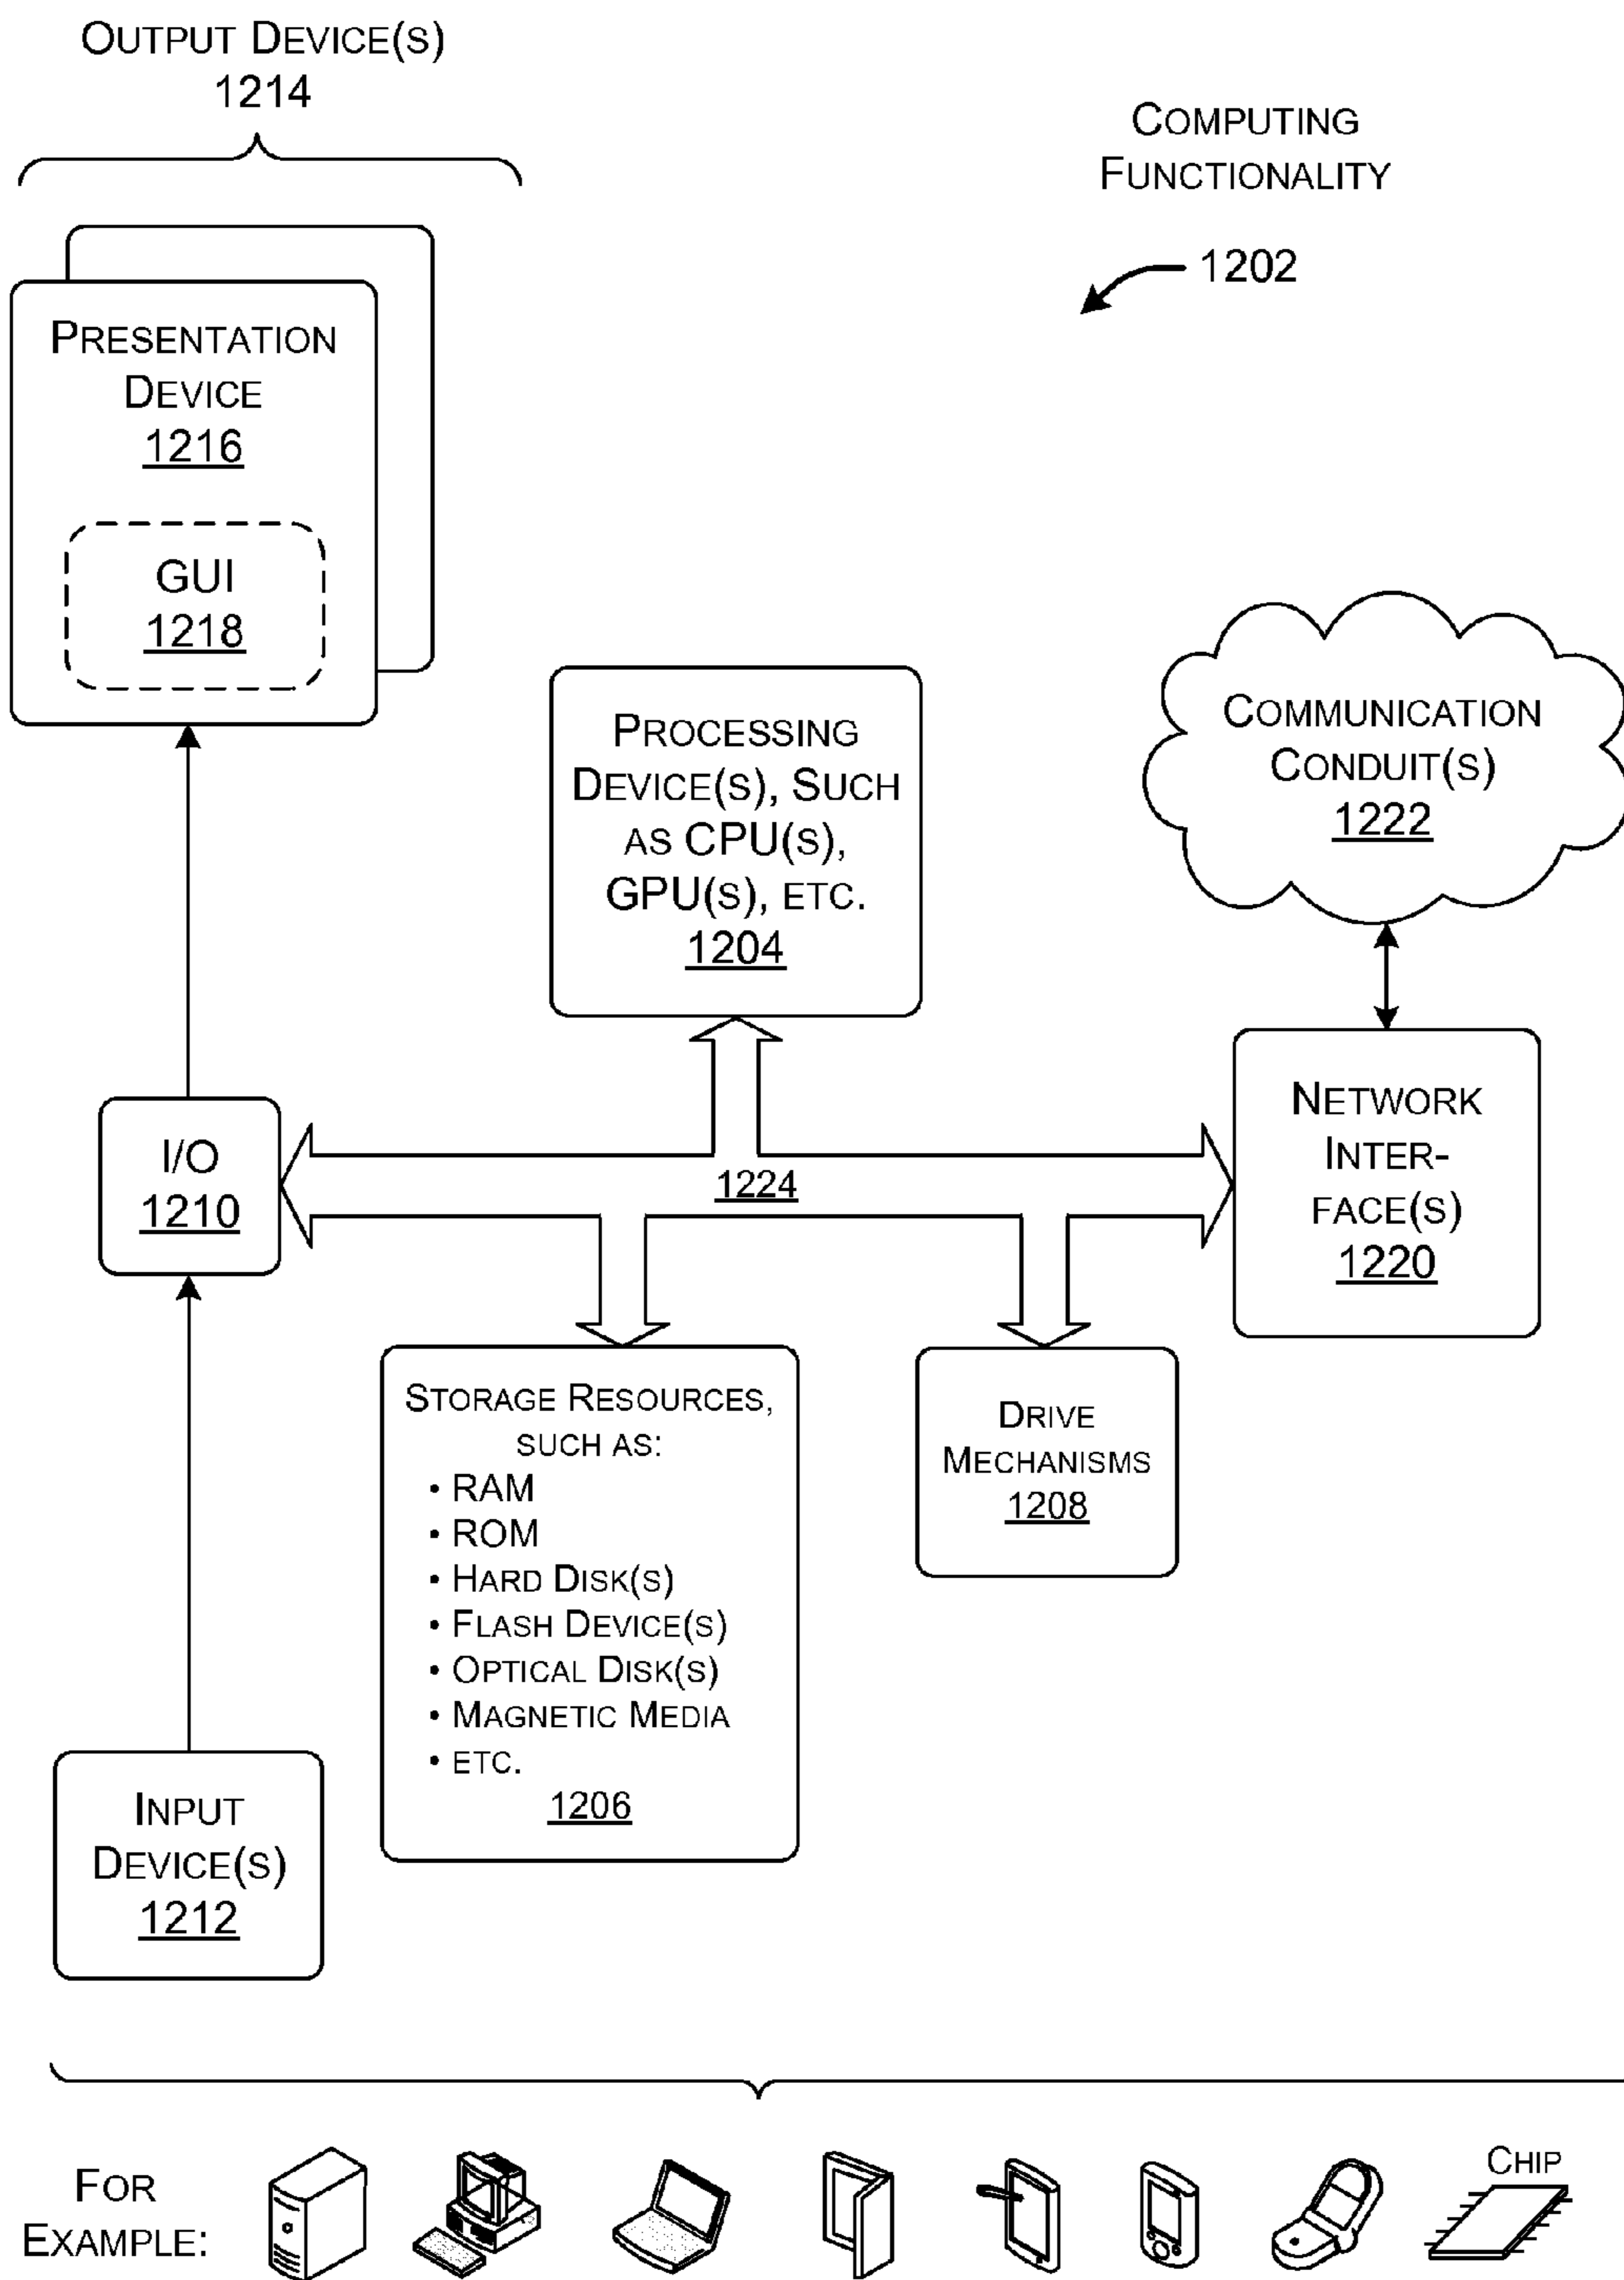 OUTPUT DEVICE(S)
1214
COMPUTING
FUNCTIONALITY
1202
PRESENTATION
DEVICE
1216
GUI
1218
PROCESSING
DEVICE(S), SUCH
AS CPU(S),
GPU(S), ETC.
1204
COMMUNICATION
CONDUIT(S)
1222
I/O
1210
1224
NETWORK
INTER-
FACE(S)
1220
STORAGE RESOURCES,
SUCH AS:
• RAM
• ROM
• HARD DISK(S)
• FLASH DEVICE(S)
• OPTICAL DISK(S)
• MAGNETIC MEDIA
• ETC.
1206
DRIVE
MECHANISMS
1208
INPUT
DEVICE(S)
1212
FOR
EXAMPLE:
CHIP